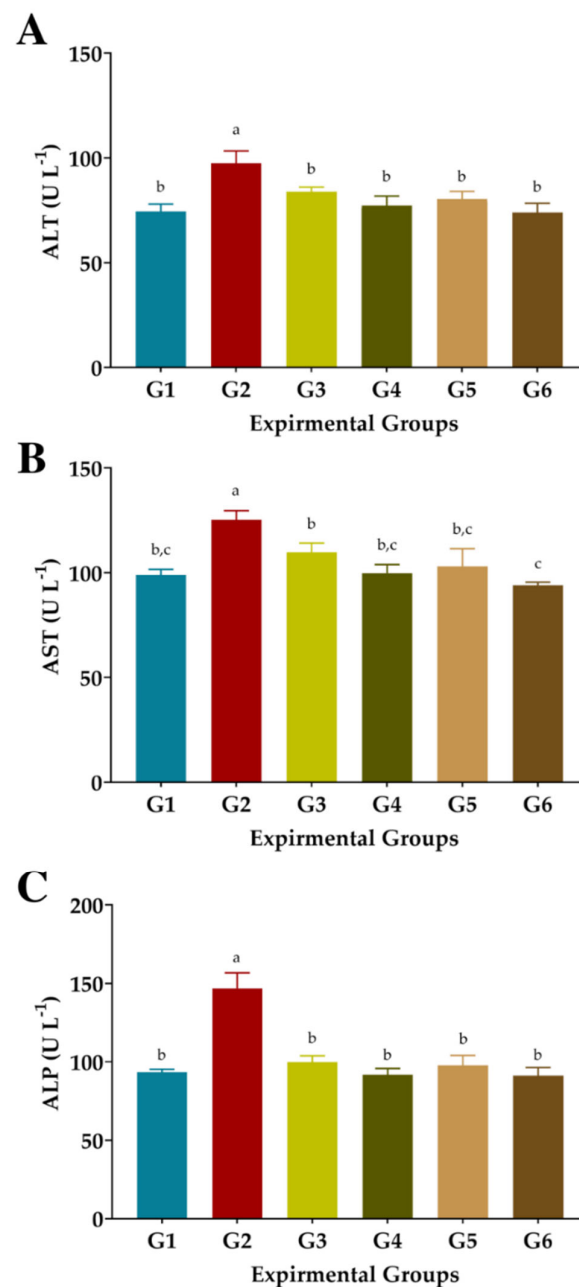 A
150
100
50
0
ALT (U L⁻¹)
b a b b b b
G1 G2 G3 G4 G5 G6
Expirmental Groups
B
150
100
50
0
AST (U L⁻¹)
b,c a b b,c b,c c
G1 G2 G3 G4 G5 G6
Expirmental Groups
C
200
150
100
50
0
ALP (U L⁻¹)
b a b b b b
G1 G2 G3 G4 G5 G6
Expirmental Groups